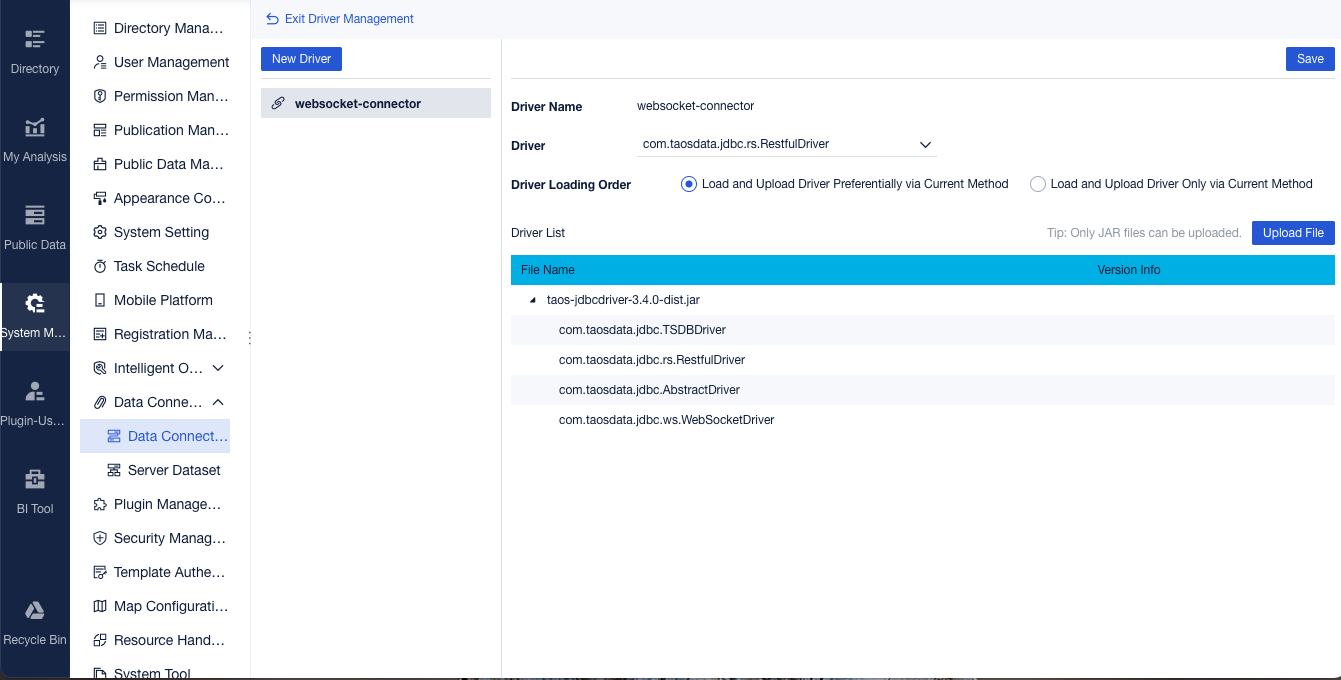 Directory
My Analysis
Public Data
System M...
Plugin-Us...
BI Tool
Recycle Bin
Directory Mana...
User Management
Permission Man...
Publication Man...
Public Data Ma...
Appearance Co...
System Setting
Task Schedule
Mobile Platform
Registration Ma...
Intelligent O...
Data Conne...
Data Connect...
Server Dataset
Plugin Manage...
Security Manag...
Template Authe...
Map Configurati...
Resource Hand...
System Tool
Exit Driver Management
New Driver
websocket-connector
Save
Driver Name websocket-connector
Driver com.taosdata.jdbc.rs.RestfulDriver
Driver Loading Order Load and Upload Driver Preferentially via Current Method Load and Upload Driver Only via Current Method
Driver List Tip: Only JAR files can be uploaded. Upload File
File Name Version Info
taos-jdbcdriver-3.4.0-dist.jar
com.taosdata.jdbc.TSDBDriver
com.taosdata.jdbc.rs.RestfulDriver
com.taosdata.jdbc.AbstractDriver
com.taosdata.jdbc.ws.WebSocketDriver